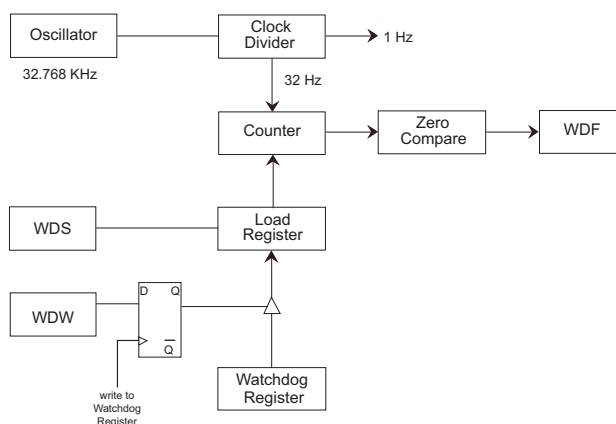 Oscillator
Clock
Divider
1 Hz
32.768 KHz
32 Hz
Counter
Zero
Compare
WDF
WDS
Load
Register
WDW
D
Q
Q
write to
Watchdog
Register
Watchdog
Register